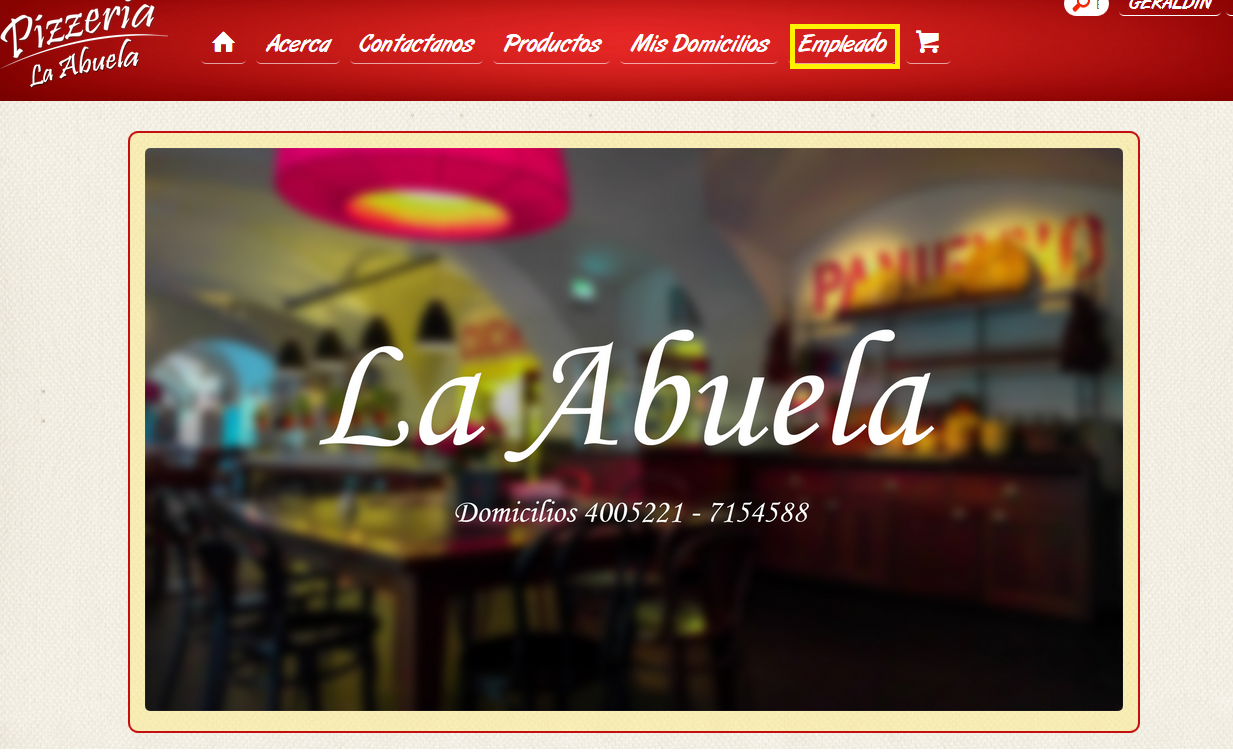 Pizzeria
La Abuela
GERALDIN
Acerca Contactanos Productos Mis Domicilios Empleado
La Abuela
Domicilios 4005221 - 7154588